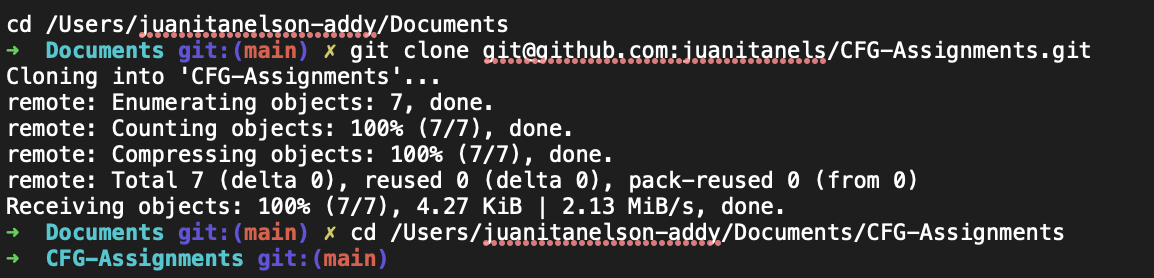 cd /Users/juanitanelson-addy/Documents
➜  Documents git:(main) ✗ git clone git@github.com:juanitanels/CFG-Assignments.git
Cloning into 'CFG-Assignments'...
remote: Enumerating objects: 7, done.
remote: Counting objects: 100% (7/7), done.
remote: Compressing objects: 100% (7/7), done.
remote: Total 7 (delta 0), reused 0 (delta 0), pack-reused 0 (from 0)
Receiving objects: 100% (7/7), 4.27 KiB | 2.13 MiB/s, done.
➜  Documents git:(main) ✗ cd /Users/juanitanelson-addy/Documents/CFG-Assignments
➜  CFG-Assignments git:(main)